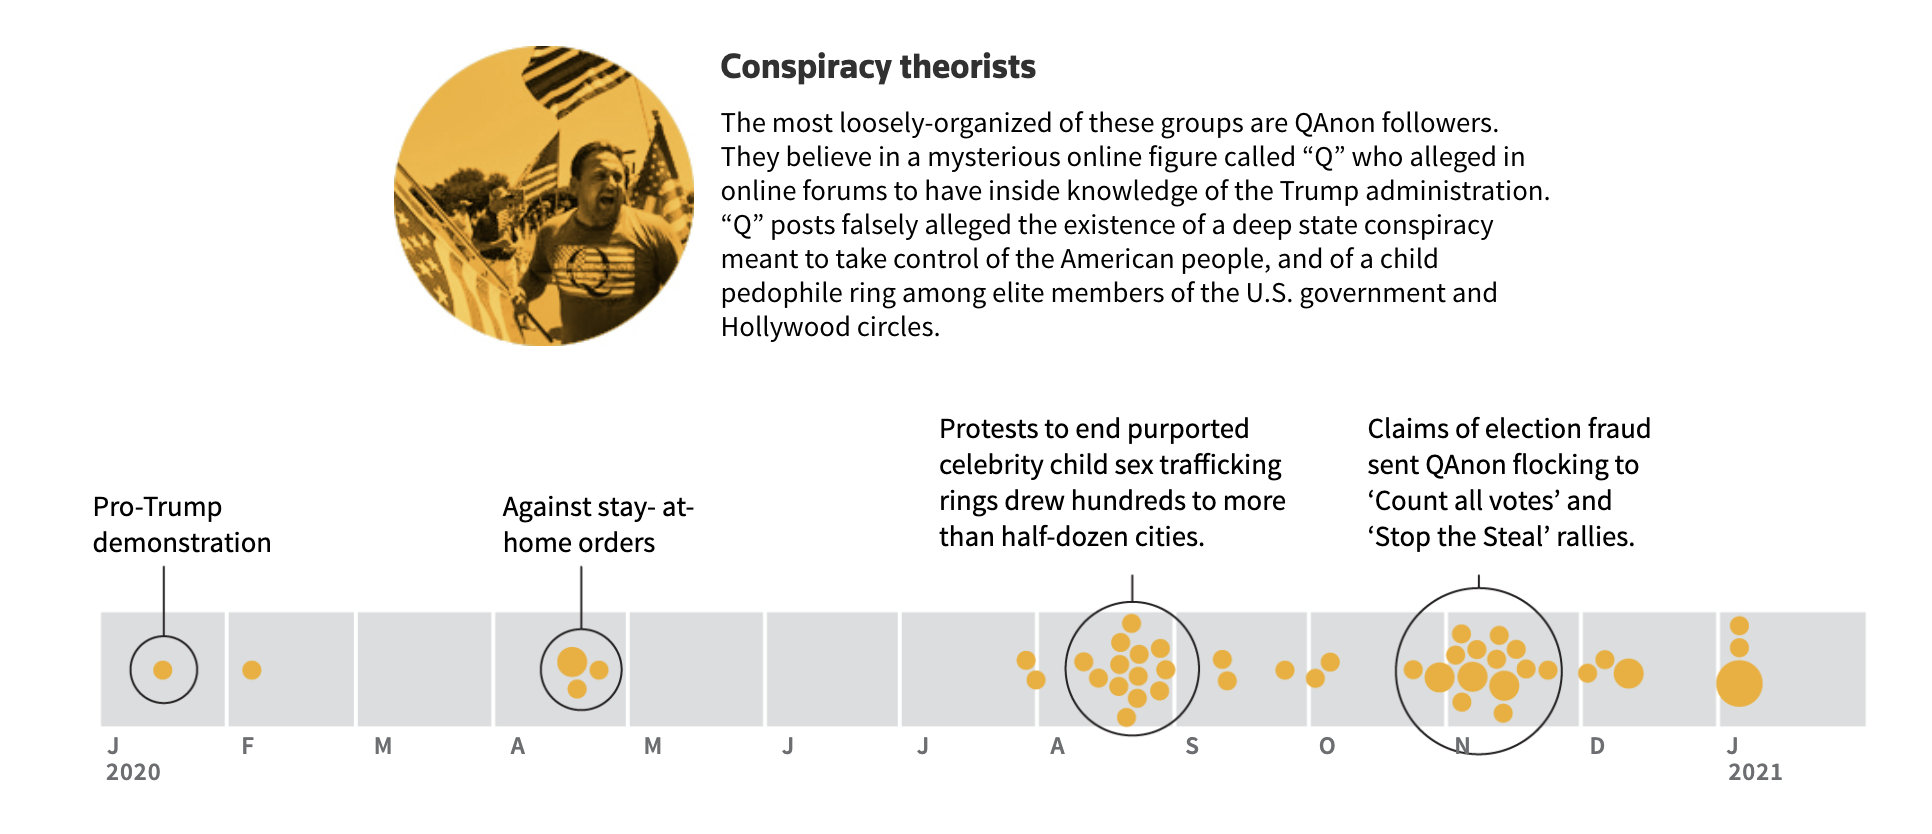 Conspiracy theorists
The most loosely-organized of these groups are QAnon followers.
They believe in a mysterious online figure called “Q” who alleged in
online forums to have inside knowledge of the Trump administration.
“Q” posts falsely alleged the existence of a deep state conspiracy
meant to take control of the American people, and of a child
pedophile ring among elite members of the U.S. government and
Hollywood circles.
Q
Pro-Trump
demonstration
Against stay- at-
home orders
Protests to end purported
celebrity child sex trafficking
rings drew hundreds to more
than half-dozen cities.
Claims of election fraud
sent QAnon flocking to
‘Count all votes’ and
‘Stop the Steal’ rallies.
J F M A M J J A S O N D J
2020 2021